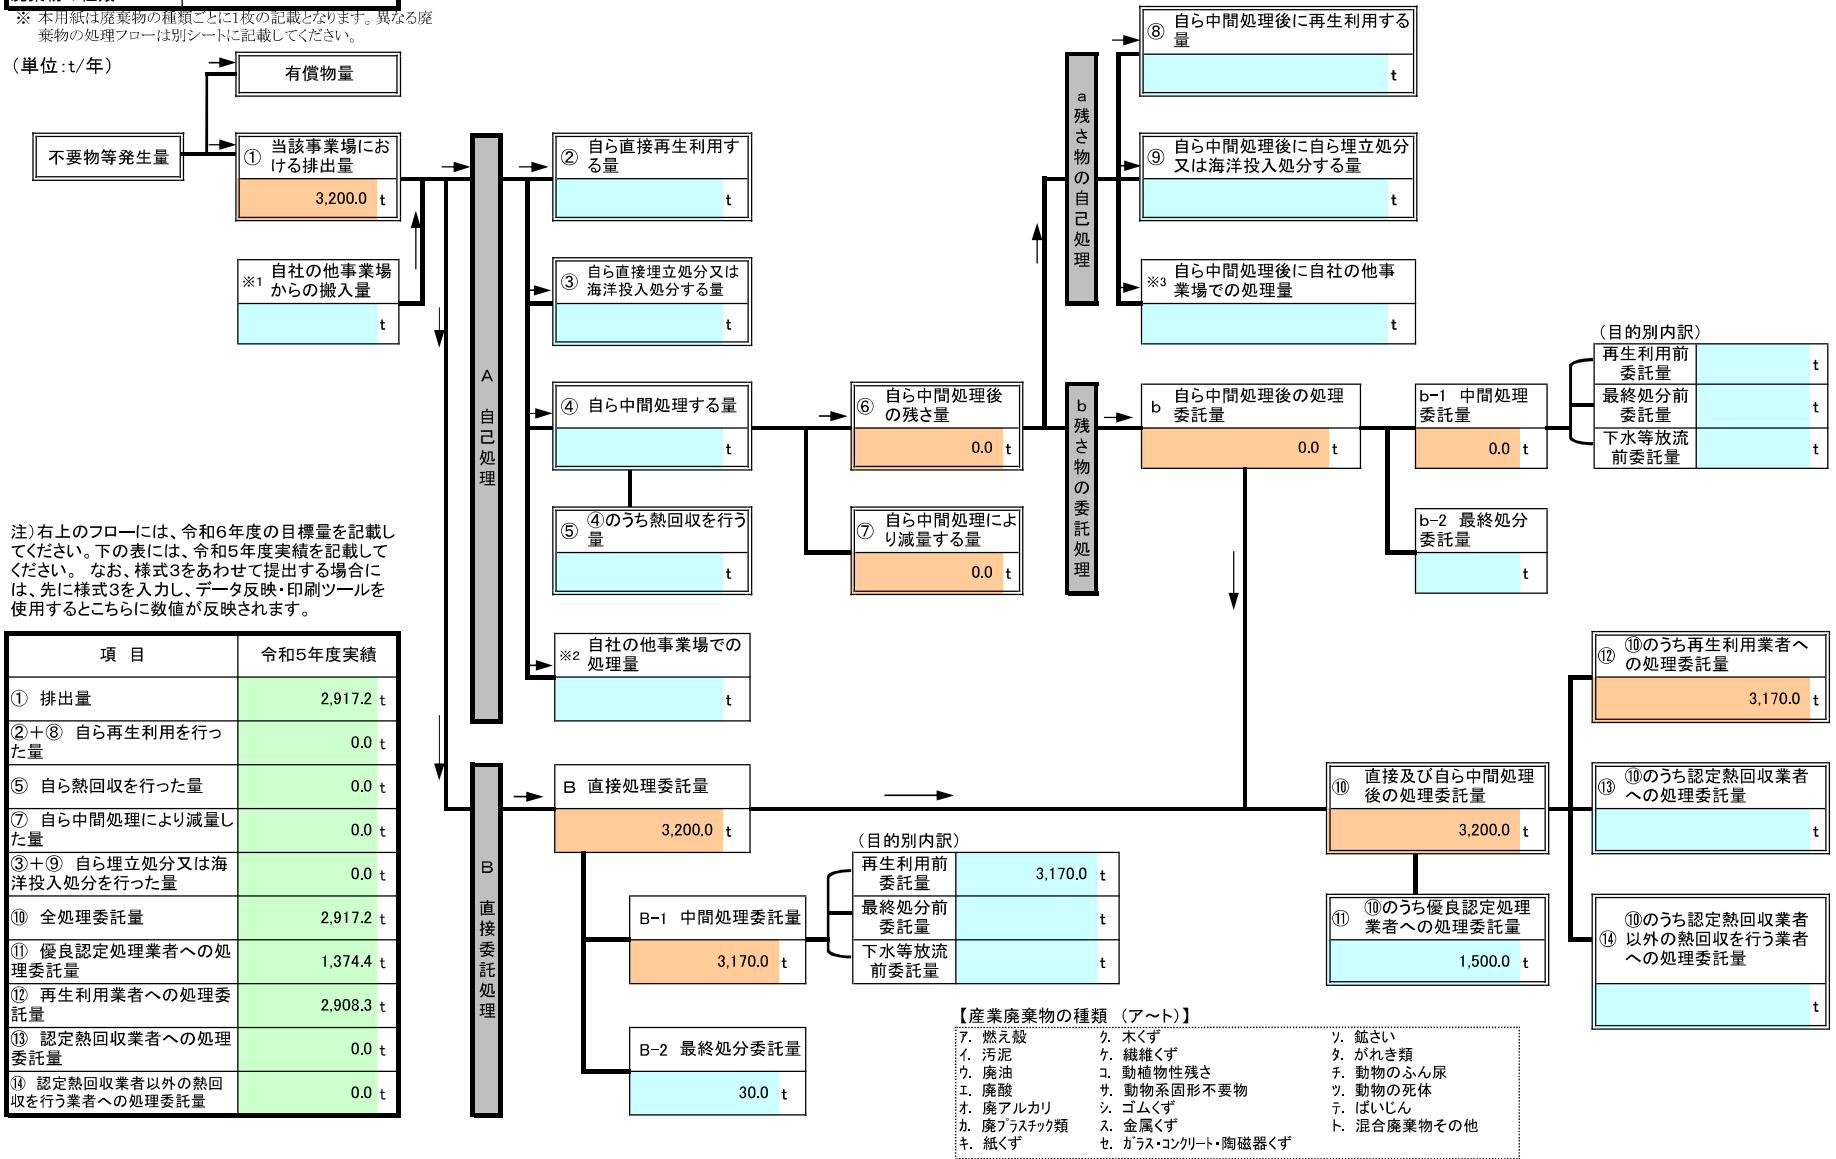 ※ 本用紙は廃棄物の種類ごとに1枚の記載となります。異なる廃
棄物の処理フローは別シートに記載してください。
(単位:t/年)
有償物量
不要物等発生量
① 当該事業場にお
ける排出量
3,200.0 t
※1 自社の他事業場
からの搬入量
t
A 自己処理
② 自ら直接再生利用す
る量
t
③ 自ら直接埋立処分又は
海洋投入処分する量
t
④ 自ら中間処理する量
t
⑤ ④のうち熱回収を行う
量
t
※2 自社の他事業場での
処理量
t
⑥ 自ら中間処理後
の残さ量
0.0 t
⑦ 自ら中間処理によ
り減量する量
0.0 t
a 残さ物の自己処理
⑧ 自ら中間処理後に再生利用する
量
t
⑨ 自ら中間処理後に自ら埋立処分
又は海洋投入処分する量
t
※3 自ら中間処理後に自社の他事
業場での処理量
t
b 残さ物の委託処理
b 自ら中間処理後の処理
委託量
0.0 t
b-1 中間処理
委託量
0.0 t
b-2 最終処分
委託量
t
(目的別内訳)
再生利用前
委託量
t
最終処分前
委託量
t
下水等放流
前委託量
t
注)右上のフローには、令和6年度の目標量を記載し
てください。下の表には、令和5年度実績を記載して
ください。 なお、様式3をあわせて提出する場合に
は、先に様式3を入力し、データ反映・印刷ツールを
使用するとこちらに数値が反映されます。
項 目 令和5年度実績
① 排出量 2,917.2 t
②+⑧ 自ら再生利用を行っ
た量
0.0 t
⑤ 自ら熱回収を行った量 0.0 t
⑦ 自ら中間処理により減量し
た量
0.0 t
③+⑨ 自ら埋立処分又は海
洋投入処分を行った量
0.0 t
⑩ 全処理委託量 2,917.2 t
⑪ 優良認定処理業者への処
理委託量
1,374.4 t
⑫ 再生利用業者への処理委
託量
2,908.3 t
⑬ 認定熱回収業者への処理
委託量
0.0 t
⑭ 認定熱回収業者以外の熱回
収を行う業者への処理委託量
0.0 t
B 直接委託処理
B 直接処理委託量
3,200.0 t
B-1 中間処理委託量
3,170.0 t
B-2 最終処分委託量
30.0 t
(目的別内訳)
再生利用前
委託量
3,170.0 t
最終処分前
委託量
t
下水等放流
前委託量
t
⑩ 直接及び自ら中間処理
後の処理委託量
3,200.0 t
⑪ ⑩のうち優良認定処理
業者への処理委託量
1,500.0 t
⑫ ⑩のうち再生利用業者へ
の処理委託量
3,170.0 t
⑬ ⑩のうち認定熱回収業者
への処理委託量
t
⑭ ⑩のうち認定熱回収業者
以外の熱回収を行う業者
への処理委託量
t
【産業廃棄物の種類 (ア~ト)】
ア. 燃え殻 ク. 木くず ソ. 鉱さい
イ. 汚泥 ケ. 繊維くず タ. がれき類
ウ. 廃油 コ. 動植物性残さ チ. 動物のふん尿
エ. 廃酸 サ. 動物系固形不要物 ツ. 動物の死体
オ. 廃アルカリ シ. ゴムくず テ. ばいじん
カ. 廃プラスチック類 ス. 金属くず ト. 混合廃棄物その他
キ. 紙くず セ. ガラス・コンクリート・陶磁器くず